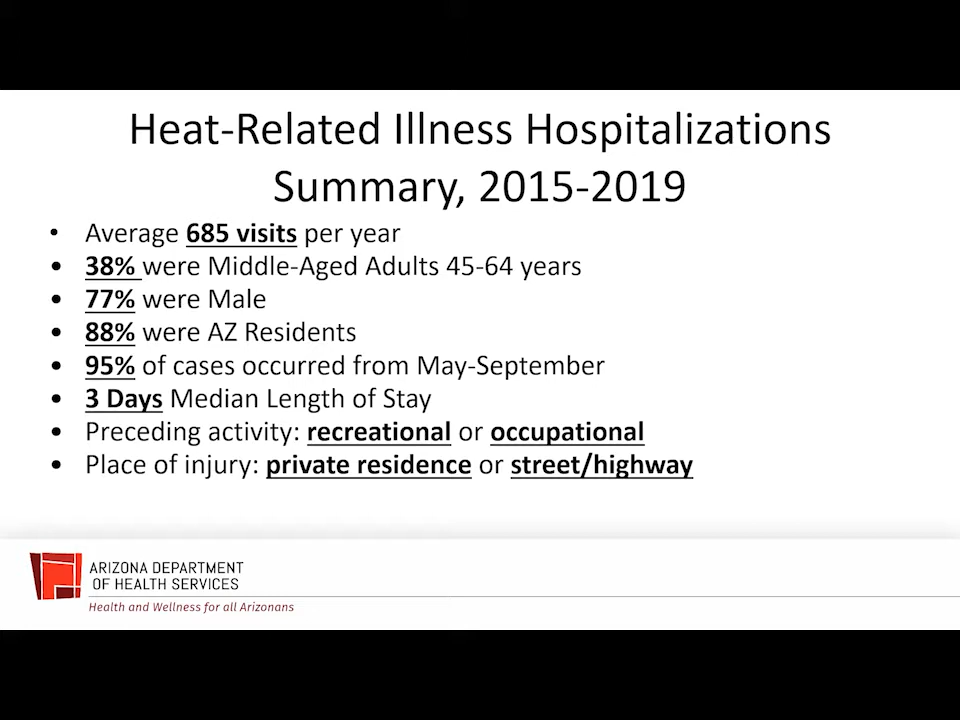 Heat-Related Illness Hospitalizations
Summary, 2015-2019
• Average 685 visits per year
• 38% were Middle-Aged Adults 45-64 years
• 77% were Male
• 88% were AZ Residents
• 95% of cases occurred from May-September
• 3 Days Median Length of Stay
• Preceding activity: recreational or occupational
• Place of injury: private residence or street/highway
ARIZONA DEPARTMENT
OF HEALTH SERVICES
Health and Wellness for all Arizonans